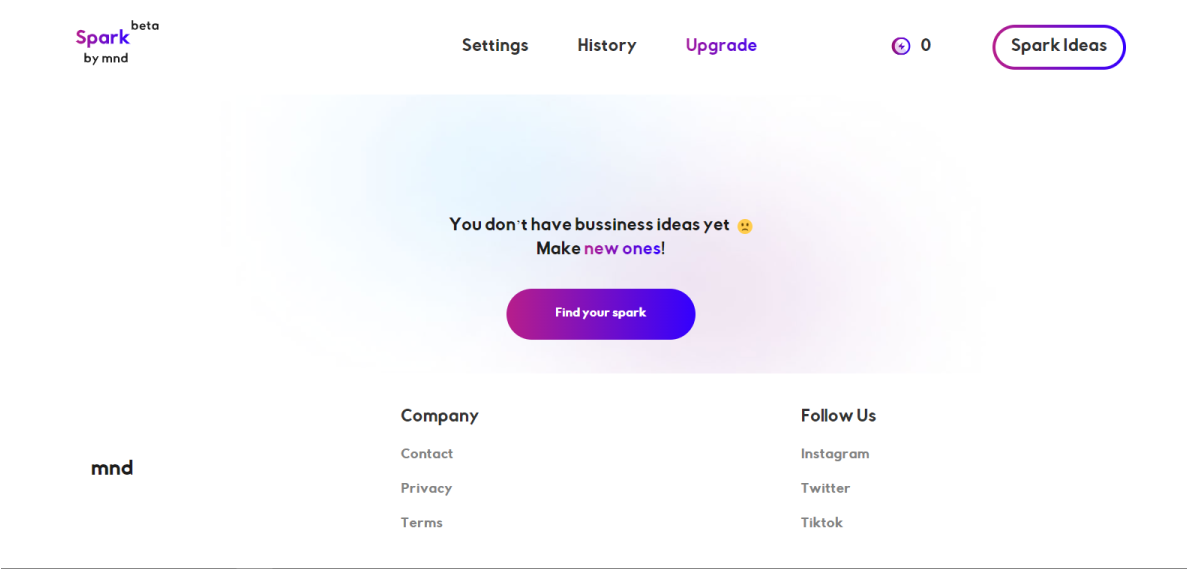 Spark beta
by mnd
Settings History Upgrade 0 Spark Ideas
You don't have bussiness ideas yet
Make new ones!
Find your spark
mnd
Company
Contact
Privacy
Terms
Follow Us
Instagram
Twitter
Tiktok